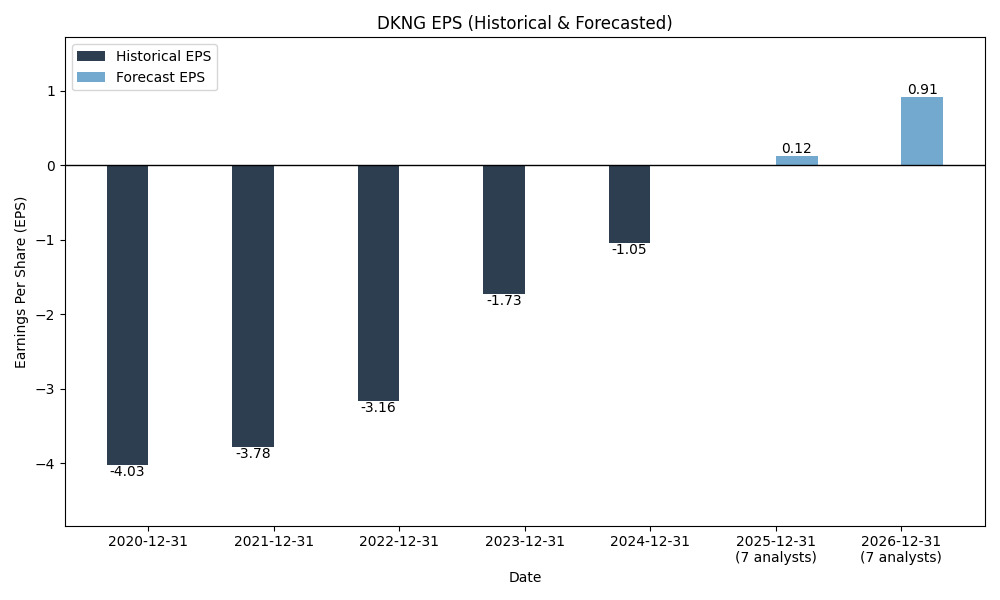 DKNG EPS (Historical & Forecasted)
Historical EPS
Forecast EPS
Earnings Per Share (EPS)
1
0
−1
−2
−3
−4
-4.03
-3.78
-3.16
-1.73
-1.05
0.12
0.91
2020-12-31
2021-12-31
2022-12-31
2023-12-31
2024-12-31
2025-12-31
(7 analysts)
2026-12-31
(7 analysts)
Date